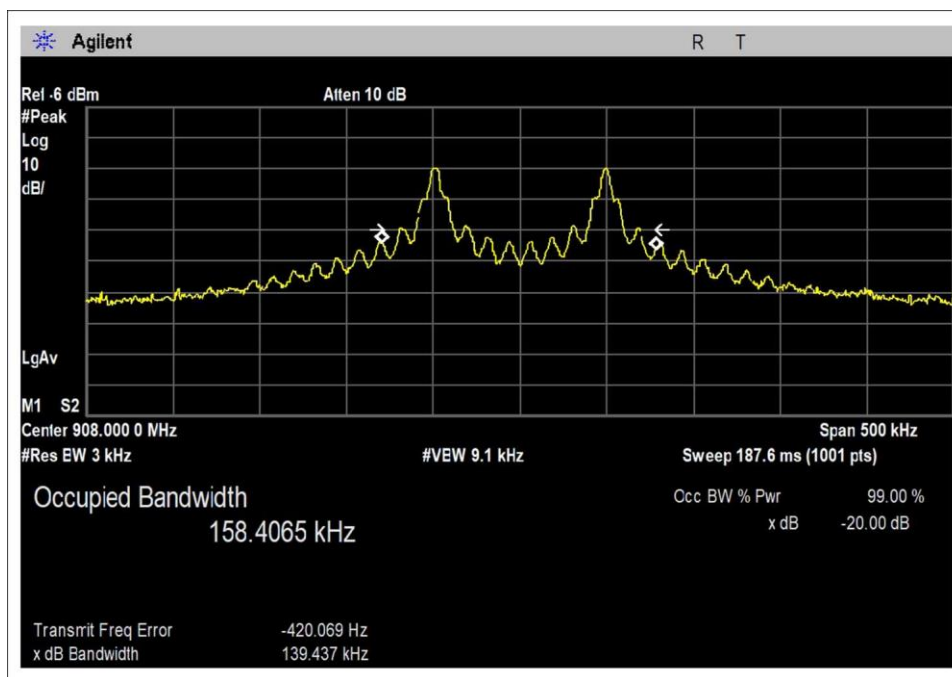 Agilent R T
Ref -6 dBm Atten 10 dB
#Peak
Log
10
dB/
LgAv
M1 S2
Center 908.000 0 MHz Span 500 kHz
#Res BW 3 kHz #VBW 9.1 kHz Sweep 187.6 ms (1001 pts)
Occupied Bandwidth Occ BW % Pwr 99.00 %
158.4065 kHz x dB -20.00 dB
Transmit Freq Error -420.069 Hz
x dB Bandwidth 139.437 kHz